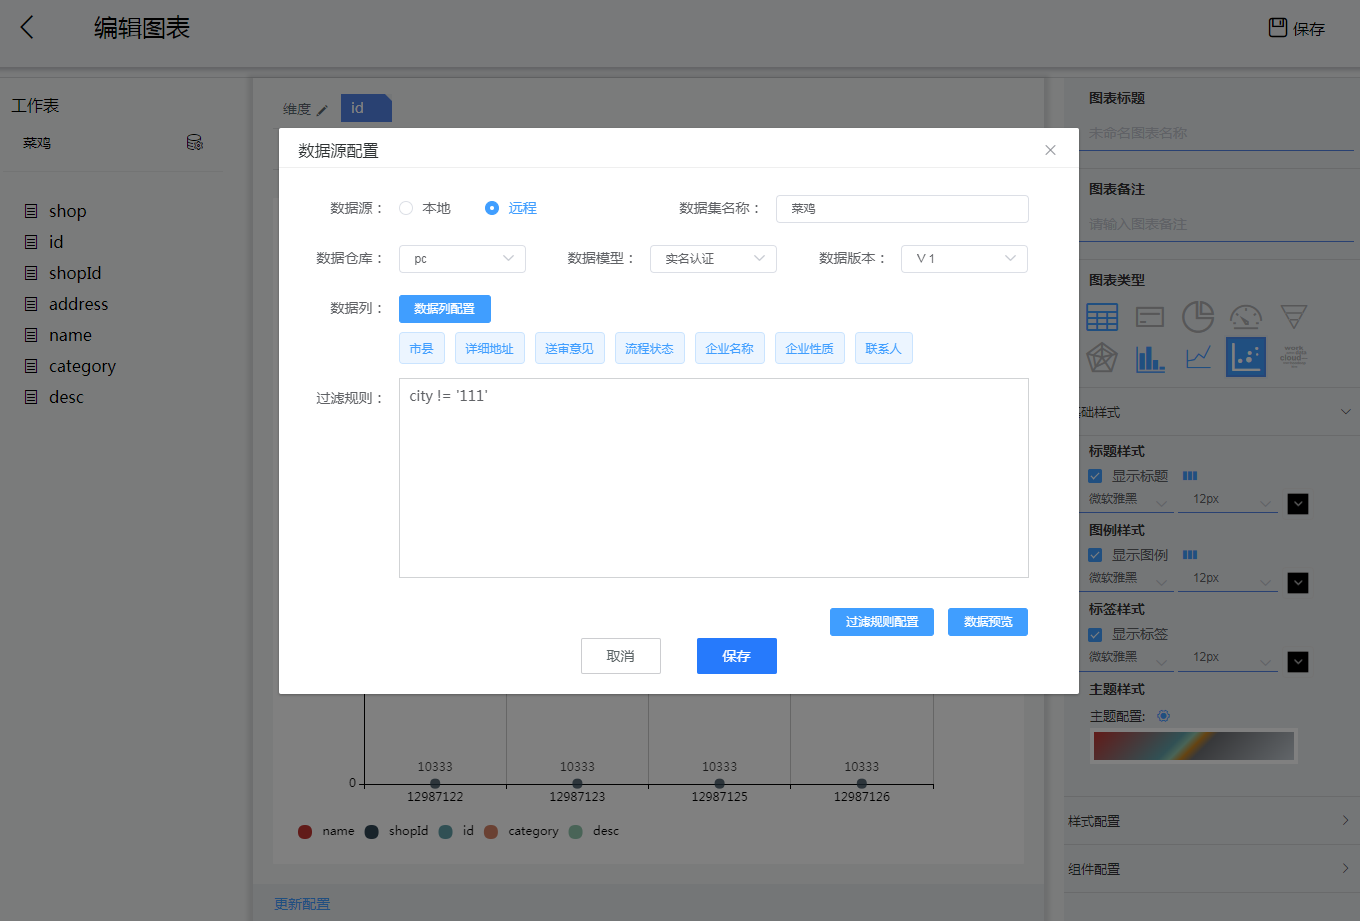 编辑图表
保存
工作表
菜鸡
shop
id
shopId
address
name
category
desc
维度
id
数据源配置
数据源：
本地
远程
数据集名称：
菜鸡
数据仓库：
pc
数据模型：
实名认证
数据版本：
V 1
数据列：
数据列配置
市县
详细地址
送审意见
流程状态
企业名称
企业性质
联系人
过滤规则：
city != '111'
过滤规则配置
数据预览
取消
保存
10333
10333
10333
10333
0
12987122
12987123
12987125
12987126
name
shopId
id
category
desc
更新配置
图表标题
未命名图表名称
图表备注
请输入图表备注
图表类型
础样式
标题样式
显示标题
微软雅黑
12px
图例样式
显示图例
微软雅黑
12px
标签样式
显示标签
微软雅黑
12px
主题样式
主题配置:
样式配置
组件配置